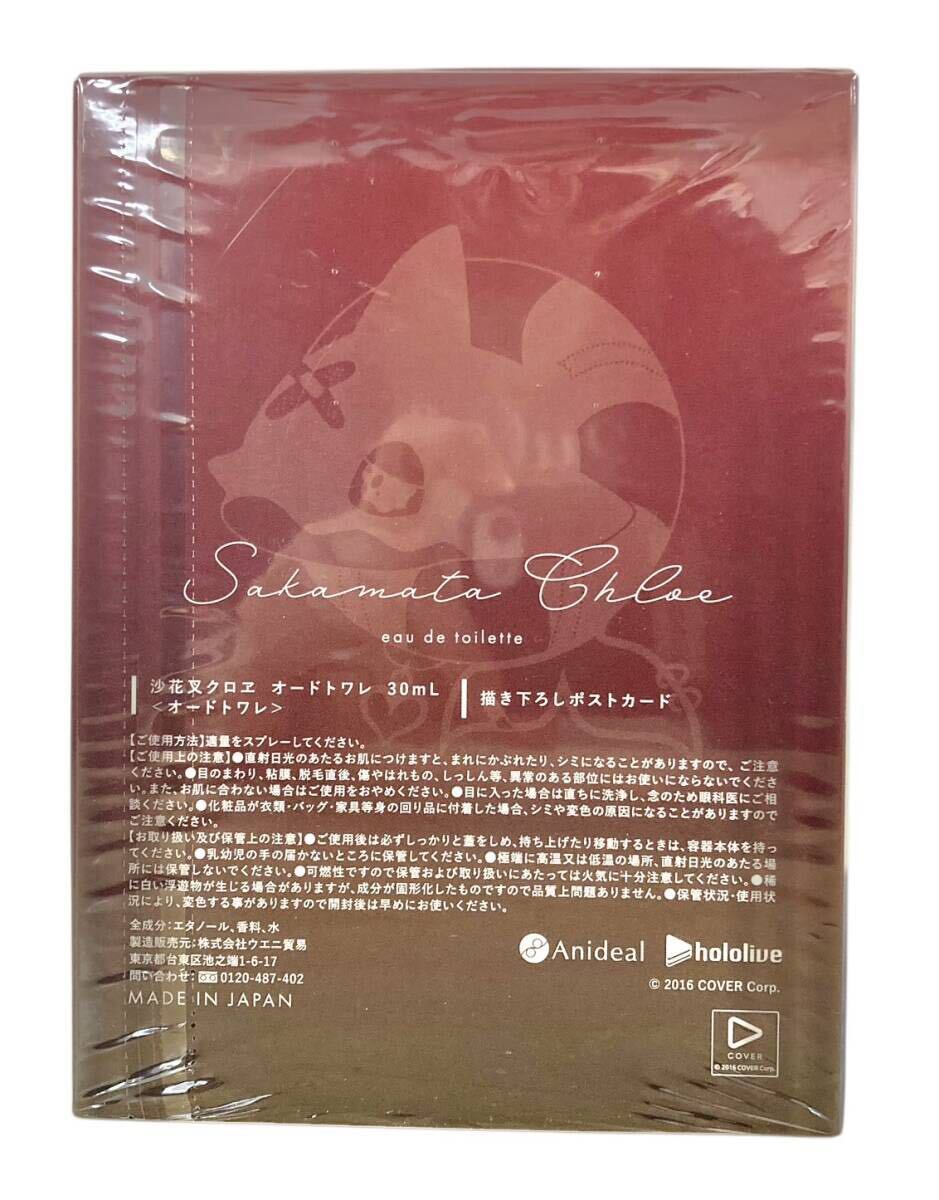 Sakamata Chloe
eau de toilette
沙花叉クロヱ オードトワレ 30mL
<オードトワレ>
描き下ろしポストカード
【ご使用方法】適量をスプレーしてください。
【ご使用上の注意】●直射日光のあたるお肌につけますと、まれにかぶれたり、シミになることがありますので、ご注意
ください。●目のまわり、粘膜、脱毛直後、傷やはれもの、しっしん等、異常のある部位にはお使いにならないでくださ
い。また、お肌に合わない場合はご使用をおやめください。●目に入った場合は直ちに洗浄し、念のため眼科医にご相
談ください。●化粧品が衣類・バッグ・家具等身の回り品に付着した場合、シミや変色の原因になることがありますので
ご注意ください。
【お取り扱い及び保管上の注意】●ご使用後は必ずしっかりと蓋をしめ、持ち上げたり移動するときは、容器本体を持っ
てください。●乳幼児の手の届かないところに保管してください。●極端に高温又は低温の場所、直射日光のあたる場
所には保管しないでください。●可燃性ですので保管および取り扱いにあたっては火気に十分注意してください。●稀
に白い浮遊物が生じる場合がありますが、成分が固形化したものですので品質上問題ありません。●保管状況・使用状
況により、変色する事がありますので開封後は早めにお使いください。
全成分:エタノール、香料、水
製造販売元:株式会社ウエニ貿易
東京都台東区池之端1-6-17
問い合わせ:0120-487-402
MADE IN JAPAN
Anideal
hololive
© 2016 COVER Corp.
COVER
© 2016 COVER Corp.